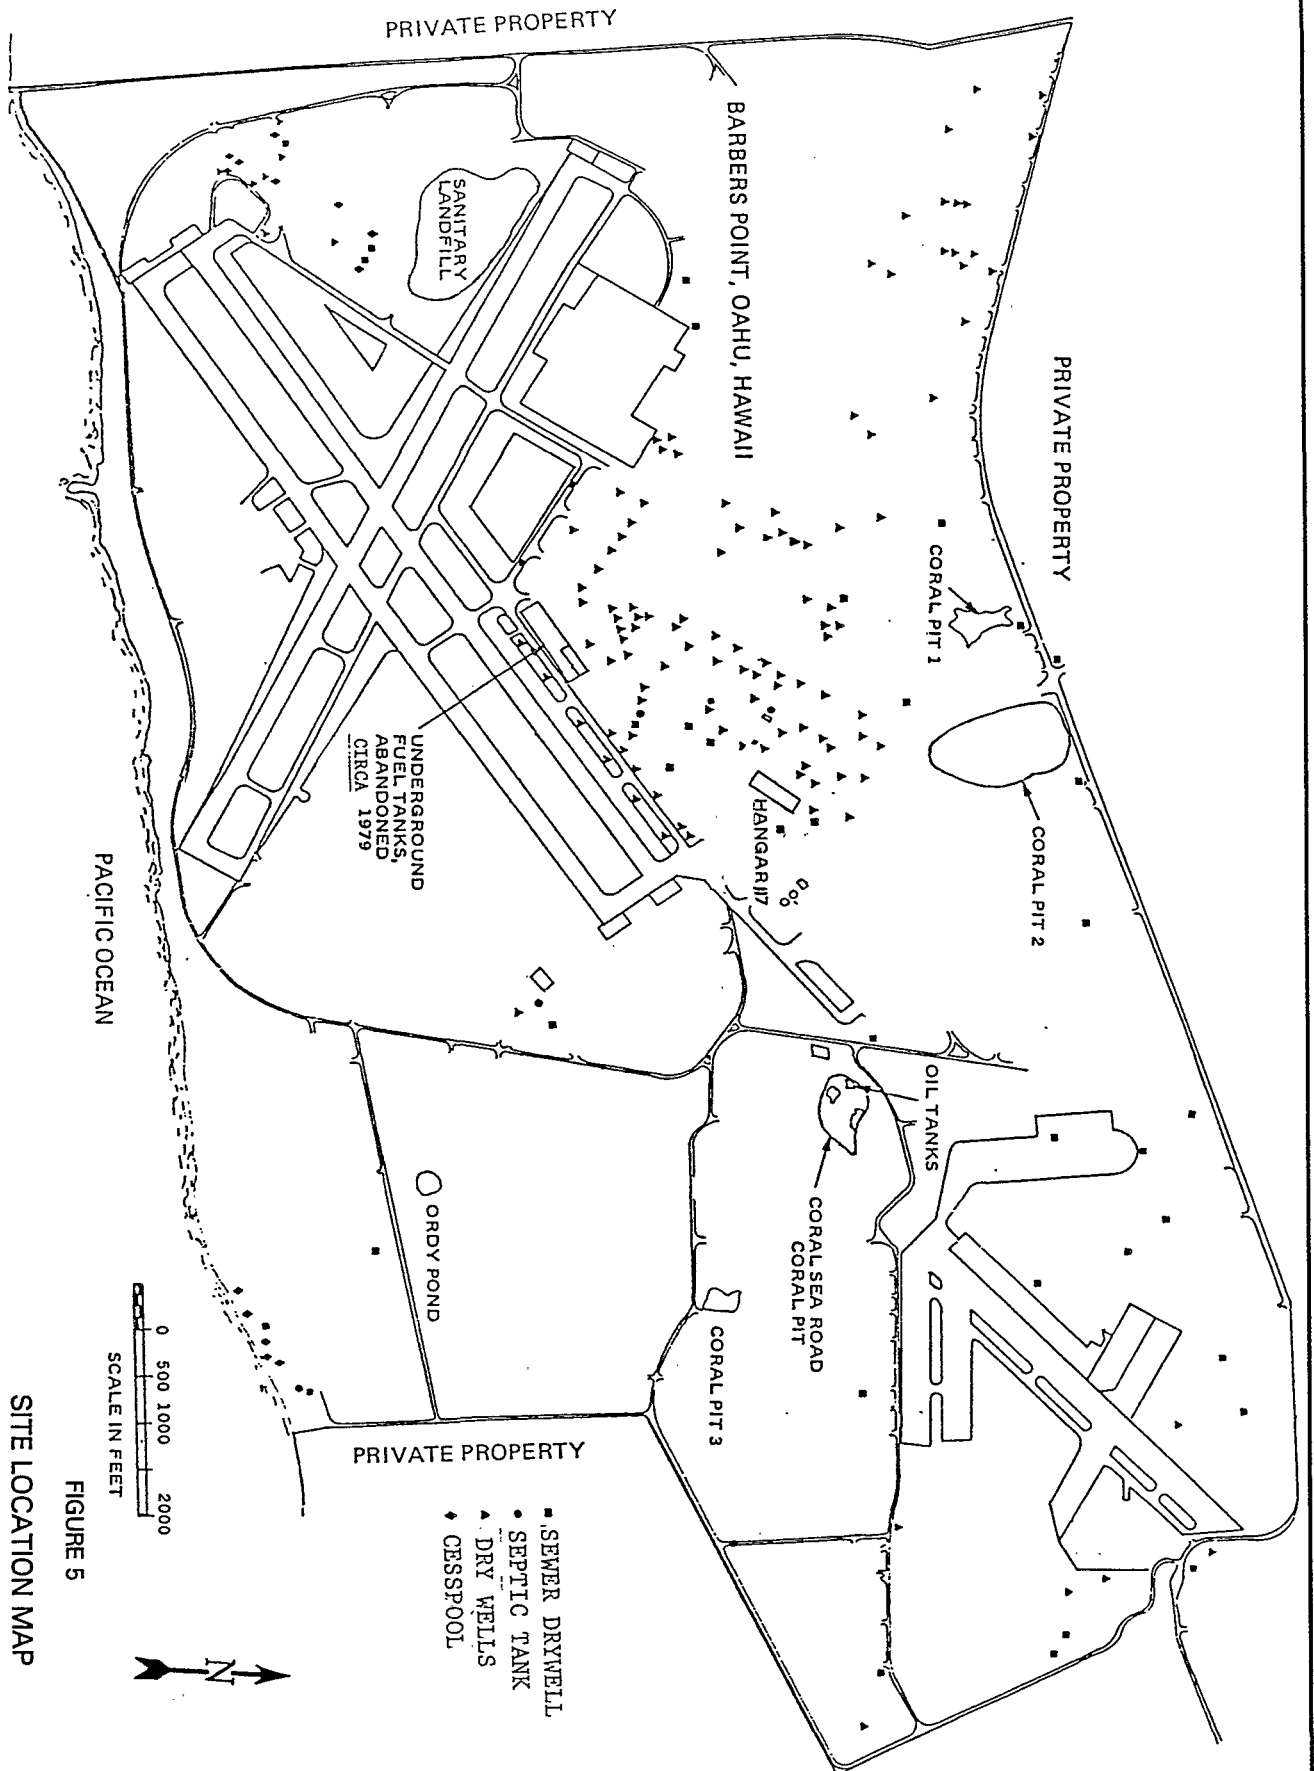 PRIVATE PROPERTY
BARBERS POINT, OAHU, HAWAII
PRIVATE PROPERTY
SANITARY
LANDFILL
CORAL PIT 1
CORAL PIT 2
HANGAR 117
UNDERGROUND
FUEL TANKS,
ABANDONED
CIRCA 1979
OIL TANKS
CORAL SEA ROAD
CORAL PIT
CORAL PIT 3
ORDY POND
PACIFIC OCEAN
PRIVATE PROPERTY
SEWER DRYWELL
SEPTIC TANK
DRY WELLS
CESSPOOL
0 500 1000 2000
SCALE IN FEET
N
FIGURE 5
SITE LOCATION MAP